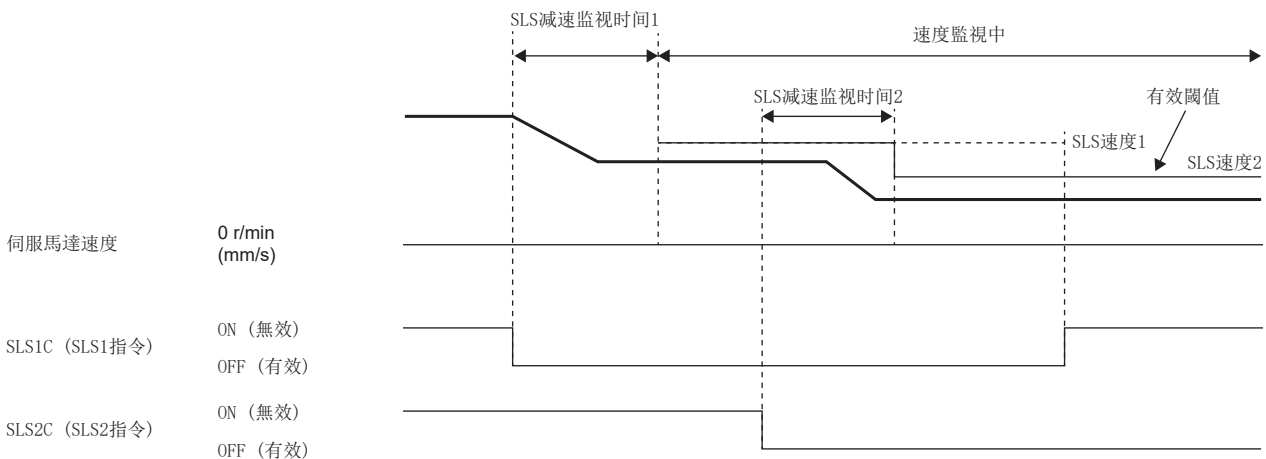 SLS减速监视时间1
速度監視中
SLS减速监视时间2
有效閾值
SLS速度1
SLS速度2
伺服馬達速度
0 r/min
(mm/s)
SLS1C (SLS1指令)
ON (無效)
OFF (有效)
SLS2C (SLS2指令)
ON (無效)
OFF (有效)